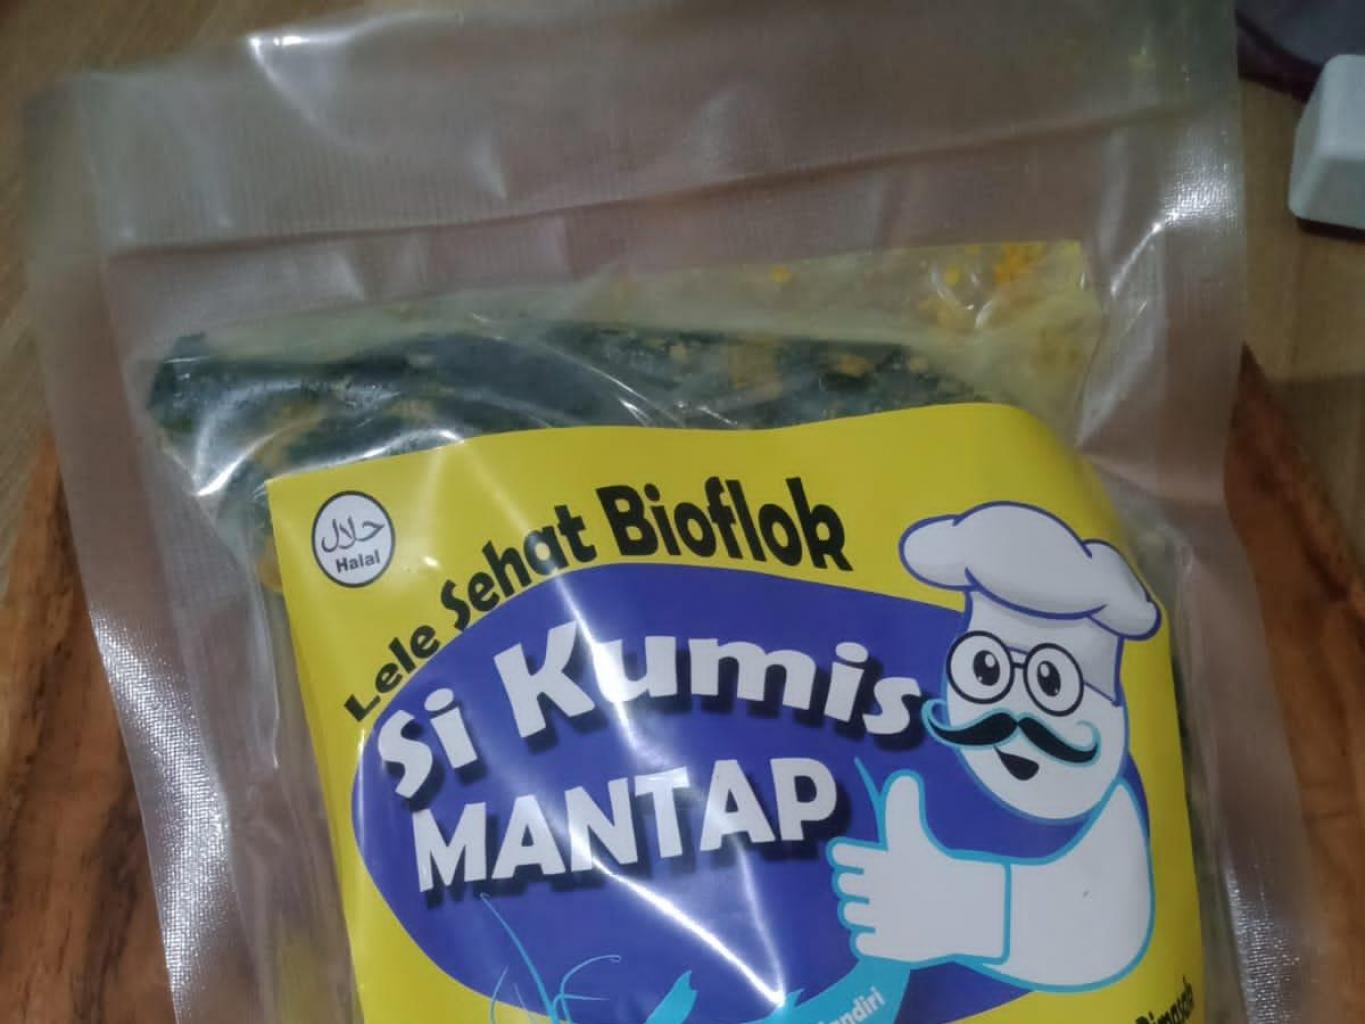 حلال
Halal
Lele Sehat Bioflok
Si Kumis
MANTAP